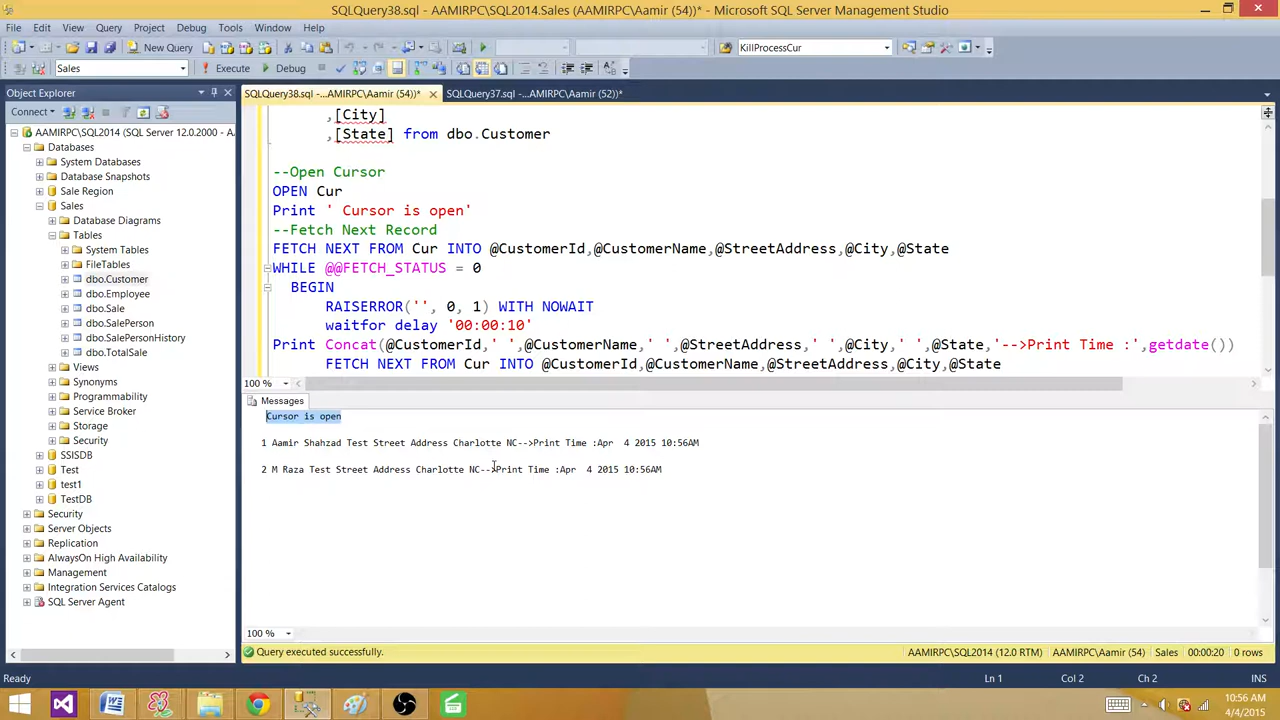 SQLQuery38.sql - AAMIRPC\SQL2014.Sales (AAMIRPC\Aamir (54))* - Microsoft SQL Server Management Studio
File Edit View Query Project Debug Tools Window Help
New Query KillProcessCur
Sales Execute Debug
Object Explorer
SQLQuery38.sql -...AMIRPC\Aamir (54))* SQLQuery37.sql -...AMIRPC\Aamir (52))*
Connect
AAMIRPC\SQL2014 (SQL Server 12.0.2000 - A
Databases
System Databases
Database Snapshots
Sale Region
Sales
Database Diagrams
Tables
System Tables
FileTables
dbo.Customer
dbo.Employee
dbo.Sale
dbo.SalePerson
dbo.SalePersonHistory
dbo.TotalSale
Views
Synonyms
Programmability
Service Broker
Storage
Security
SSISDB
Test
test1
TestDB
Security
Server Objects
Replication
AlwaysOn High Availability
Management
Integration Services Catalogs
SQL Server Agent
,[City]
,[State] from dbo.Customer
--Open Cursor
OPEN Cur
Print ' Cursor is open'
--Fetch Next Record
FETCH NEXT FROM Cur INTO @CustomerId,@CustomerName,@StreetAddress,@City,@State
WHILE @@FETCH_STATUS = 0
BEGIN
RAISERROR('', 0, 1) WITH NOWAIT
waitfor delay '00:00:10'
Print Concat(@CustomerId,' ',@CustomerName,' ',@StreetAddress,' ',@City,' ',@State,'-->Print Time :',getdate())
FETCH NEXT FROM Cur INTO @CustomerId,@CustomerName,@StreetAddress,@City,@State
100 %
Messages
Cursor is open
1 Aamir Shahzad Test Street Address Charlotte NC-->Print Time :Apr  4 2015 10:56AM
2 M Raza Test Street Address Charlotte NC-->Print Time :Apr  4 2015 10:56AM
100 %
Query executed successfully. AAMIRPC\SQL2014 (12.0 RTM) AAMIRPC\Aamir (54) Sales 00:00:20 0 rows
Ln 1 Col 2 Ch 2 INS
10:56 AM
4/4/2015